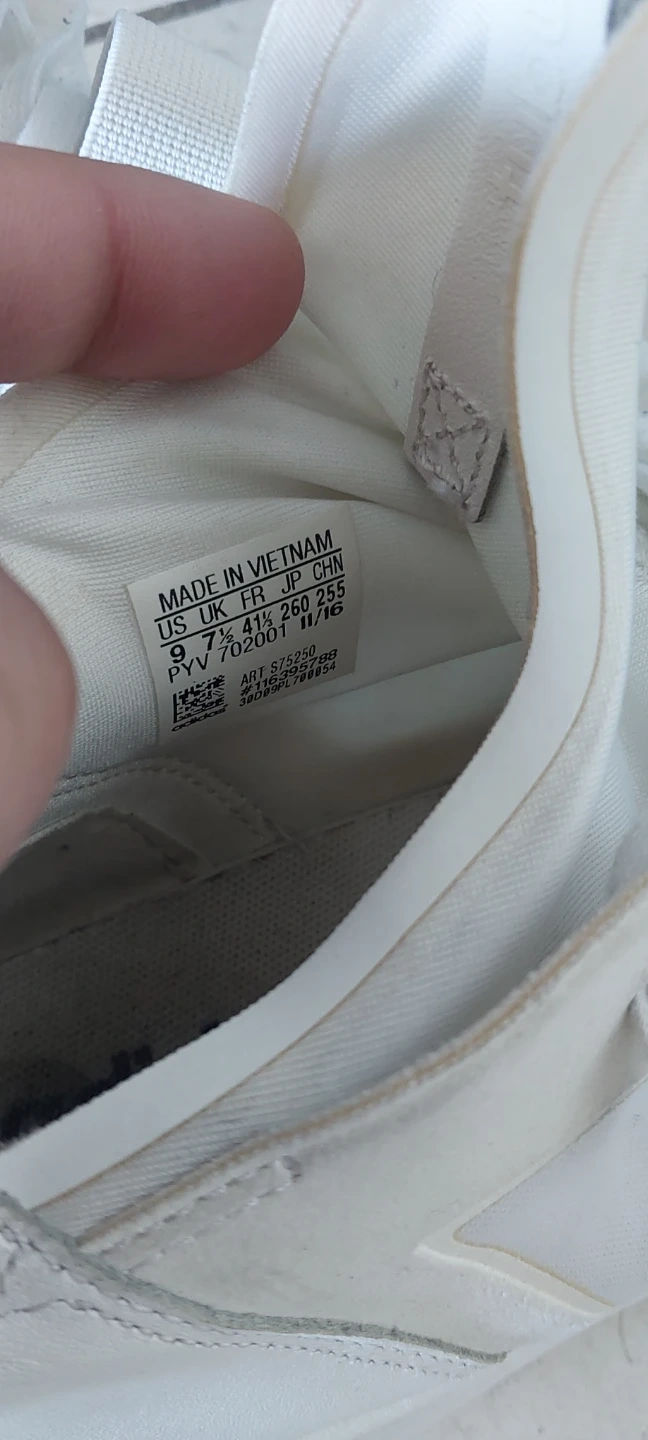 MADE IN VIETNAM
US UK FR JP CHN
9 7½ 41⅓ 260 255
PYV 702001 11/16
ART S75250
#116395788
30D09PL700054
adidas